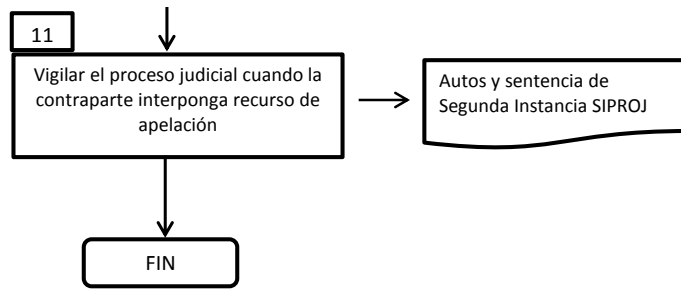 11
Vigilar el proceso judicial cuando la
contraparte interponga recurso de
apelación
Autos y sentencia de
Segunda Instancia SIPROJ
FIN